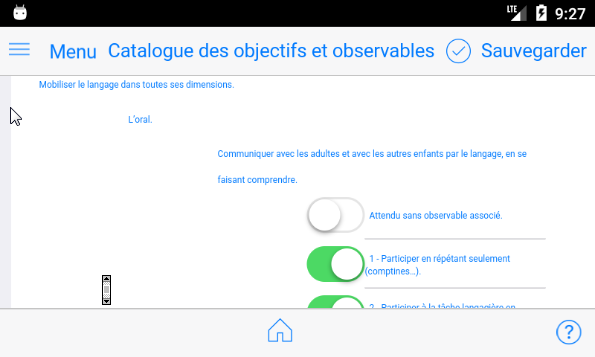 LTE 9:27
Menu Catalogue des objectifs et observables Sauvegarder
Mobiliser le langage dans toutes ses dimensions.
L'oral.
Communiquer avec les adultes et avec les autres enfants par le langage, en se
faisant comprendre.
Attendu sans observable associé.
1 - Participer en répétant seulement
(comptines...).
2 - Participer à la tâche langagière en
?